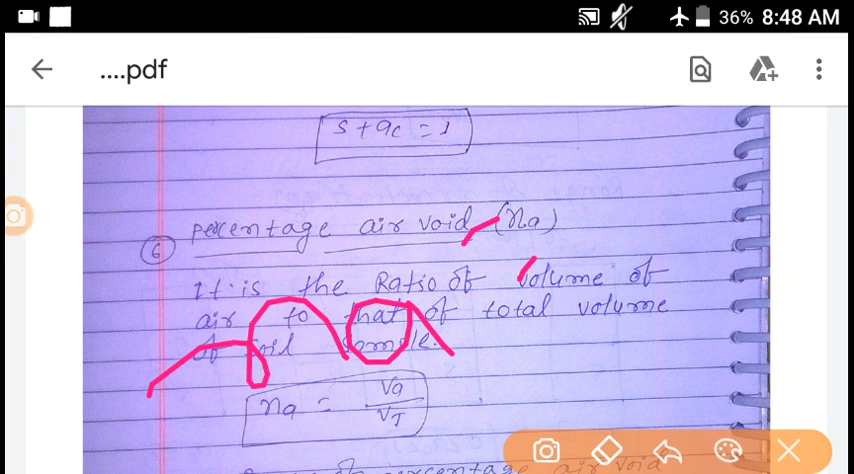 36% 8:48 AM
....pdf
s + ac = 1
6 Percentage air void (na)
It is the Ratio of volume of
air to that of total volume
of soil sample.
na = Va / VT
percentage air void